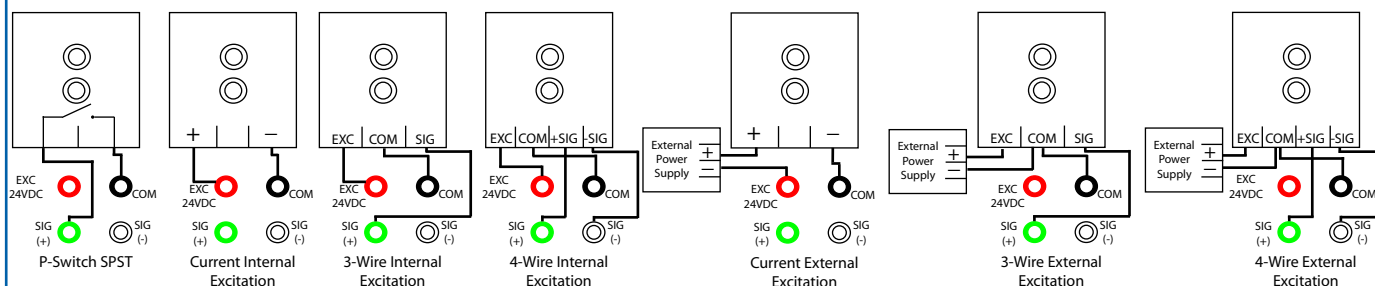 EXC
24VDC
COM
SIG
(+)
SIG
(-)
P-Switch SPST
+ −
EXC
24VDC
COM
SIG
(+)
SIG
(-)
Current Internal
Excitation
EXC COM SIG
EXC
24VDC
COM
SIG
(+)
SIG
(-)
3-Wire Internal
Excitation
EXC COM +SIG -SIG
EXC
24VDC
COM
SIG
(+)
SIG
(-)
4-Wire Internal
Excitation
+ −
External
Power
Supply
+
−
EXC
24VDC
COM
SIG
(+)
SIG
(-)
Current External
Excitation
EXC COM SIG
External
Power
Supply
+
−
EXC
24VDC
COM
SIG
(+)
SIG
(-)
3-Wire External
Excitation
EXC COM +SIG -SIG
External
Power
Supply
+
−
EXC
24VDC
COM
SIG
(+)
SIG
(-)
4-Wire External
Excitation